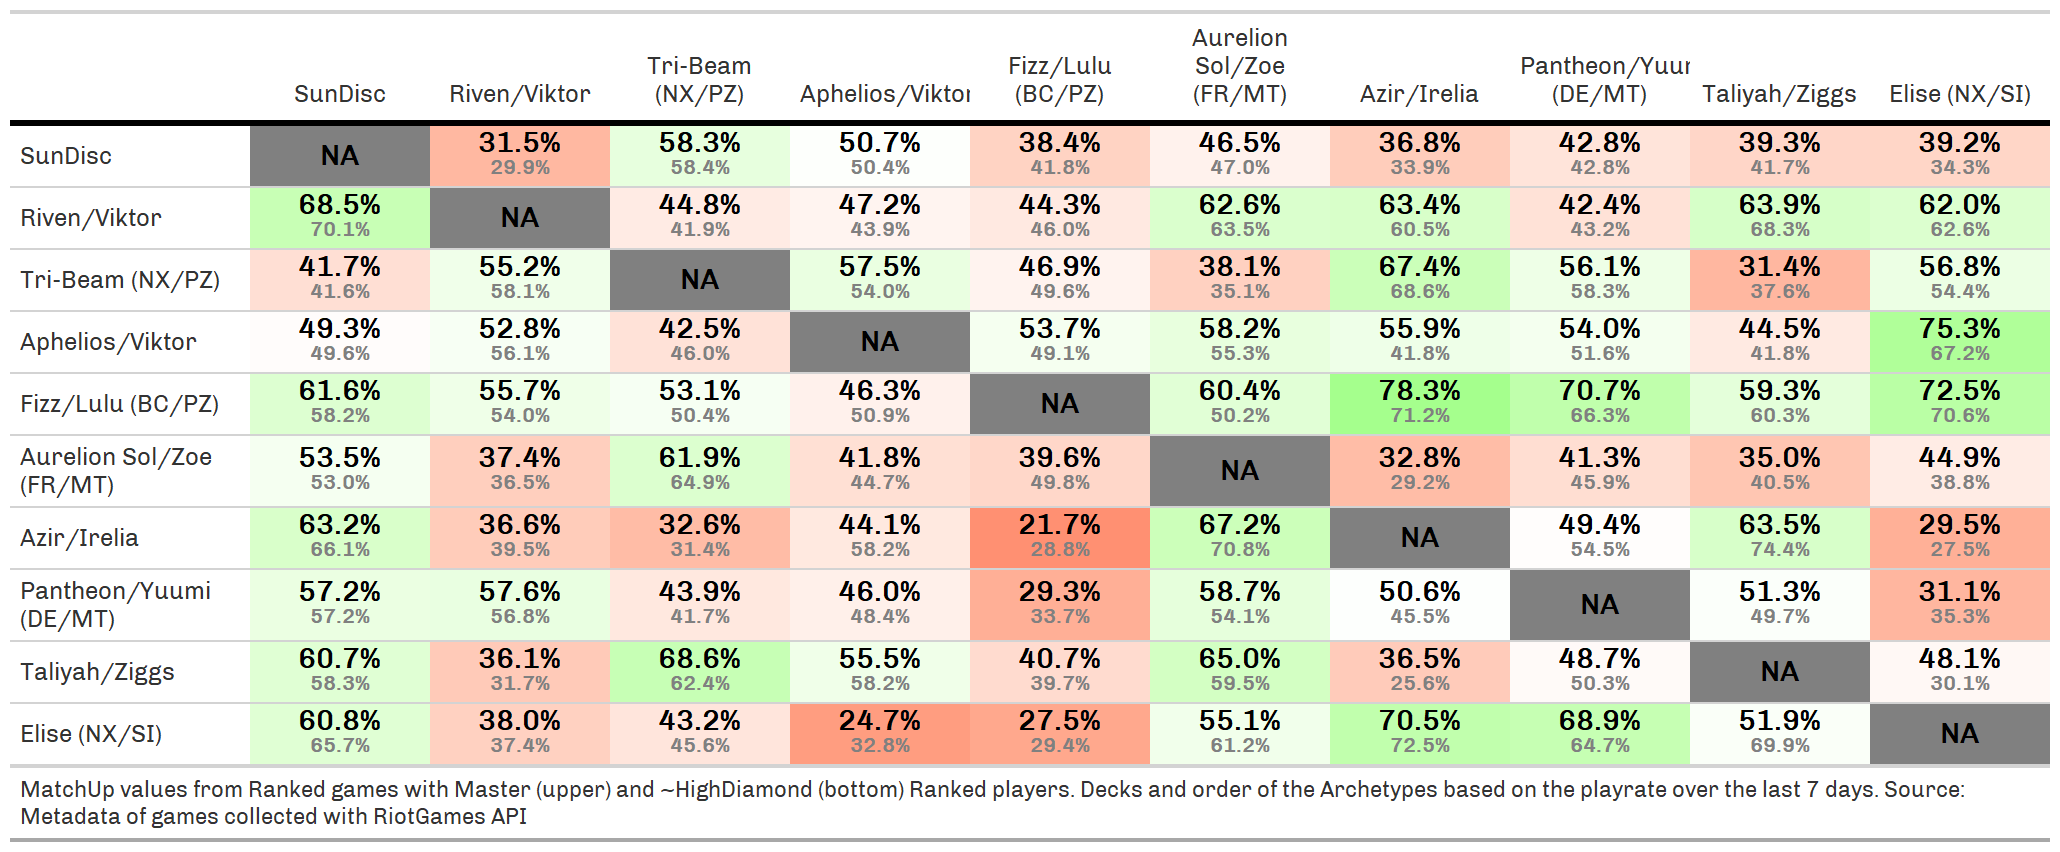 SunDisc Riven/Viktor Tri-Beam (NX/PZ) Aphelios/Viktor Fizz/Lulu (BC/PZ) Aurelion Sol/Zoe (FR/MT) Azir/Irelia Pantheon/Yuur (DE/MT) Taliyah/Ziggs Elise (NX/SI)
SunDisc NA 31.5% 58.3% 50.7% 38.4% 46.5% 36.8% 42.8% 39.3% 39.2%
29.9% 58.4% 50.4% 41.8% 47.0% 33.9% 42.8% 41.7% 34.3%
Riven/Viktor 68.5% NA 44.8% 47.2% 44.3% 62.6% 63.4% 42.4% 63.9% 62.0%
70.1% 41.9% 43.9% 46.0% 63.5% 60.5% 43.2% 68.3% 62.6%
Tri-Beam (NX/PZ) 41.7% 55.2% NA 57.5% 46.9% 38.1% 67.4% 56.1% 31.4% 56.8%
41.6% 58.1% 54.0% 49.6% 35.1% 68.6% 58.3% 37.6% 54.4%
Aphelios/Viktor 49.3% 52.8% 42.5% NA 53.7% 58.2% 55.9% 54.0% 44.5% 75.3%
49.6% 56.1% 46.0% 49.1% 55.3% 41.8% 51.6% 41.8% 67.2%
Fizz/Lulu (BC/PZ) 61.6% 55.7% 53.1% 46.3% NA 60.4% 78.3% 70.7% 59.3% 72.5%
58.2% 54.0% 50.4% 50.9% 50.2% 71.2% 66.3% 60.3% 70.6%
Aurelion Sol/Zoe (FR/MT) 53.5% 37.4% 61.9% 41.8% 39.6% NA 32.8% 41.3% 35.0% 44.9%
53.0% 36.5% 64.9% 44.7% 49.8% 29.2% 45.9% 40.5% 38.8%
Azir/Irelia 63.2% 36.6% 32.6% 44.1% 21.7% 67.2% NA 49.4% 63.5% 29.5%
66.1% 39.5% 31.4% 58.2% 28.8% 70.8% 54.5% 74.4% 27.5%
Pantheon/Yuumi (DE/MT) 57.2% 57.6% 43.9% 46.0% 29.3% 58.7% 50.6% NA 51.3% 31.1%
57.2% 56.8% 41.7% 48.4% 33.7% 54.1% 45.5% 49.7% 35.3%
Taliyah/Ziggs 60.7% 36.1% 68.6% 55.5% 40.7% 65.0% 36.5% 48.7% NA 48.1%
58.3% 31.7% 62.4% 58.2% 39.7% 59.5% 25.6% 50.3% 30.1%
Elise (NX/SI) 60.8% 38.0% 43.2% 24.7% 27.5% 55.1% 70.5% 68.9% 51.9% NA
65.7% 37.4% 45.6% 32.8% 29.4% 61.2% 72.5% 64.7% 69.9%
MatchUp values from Ranked games with Master (upper) and ~HighDiamond (bottom) Ranked players. Decks and order of the Archetypes based on the playrate over the last 7 days. Source:
Metadata of games collected with RiotGames API